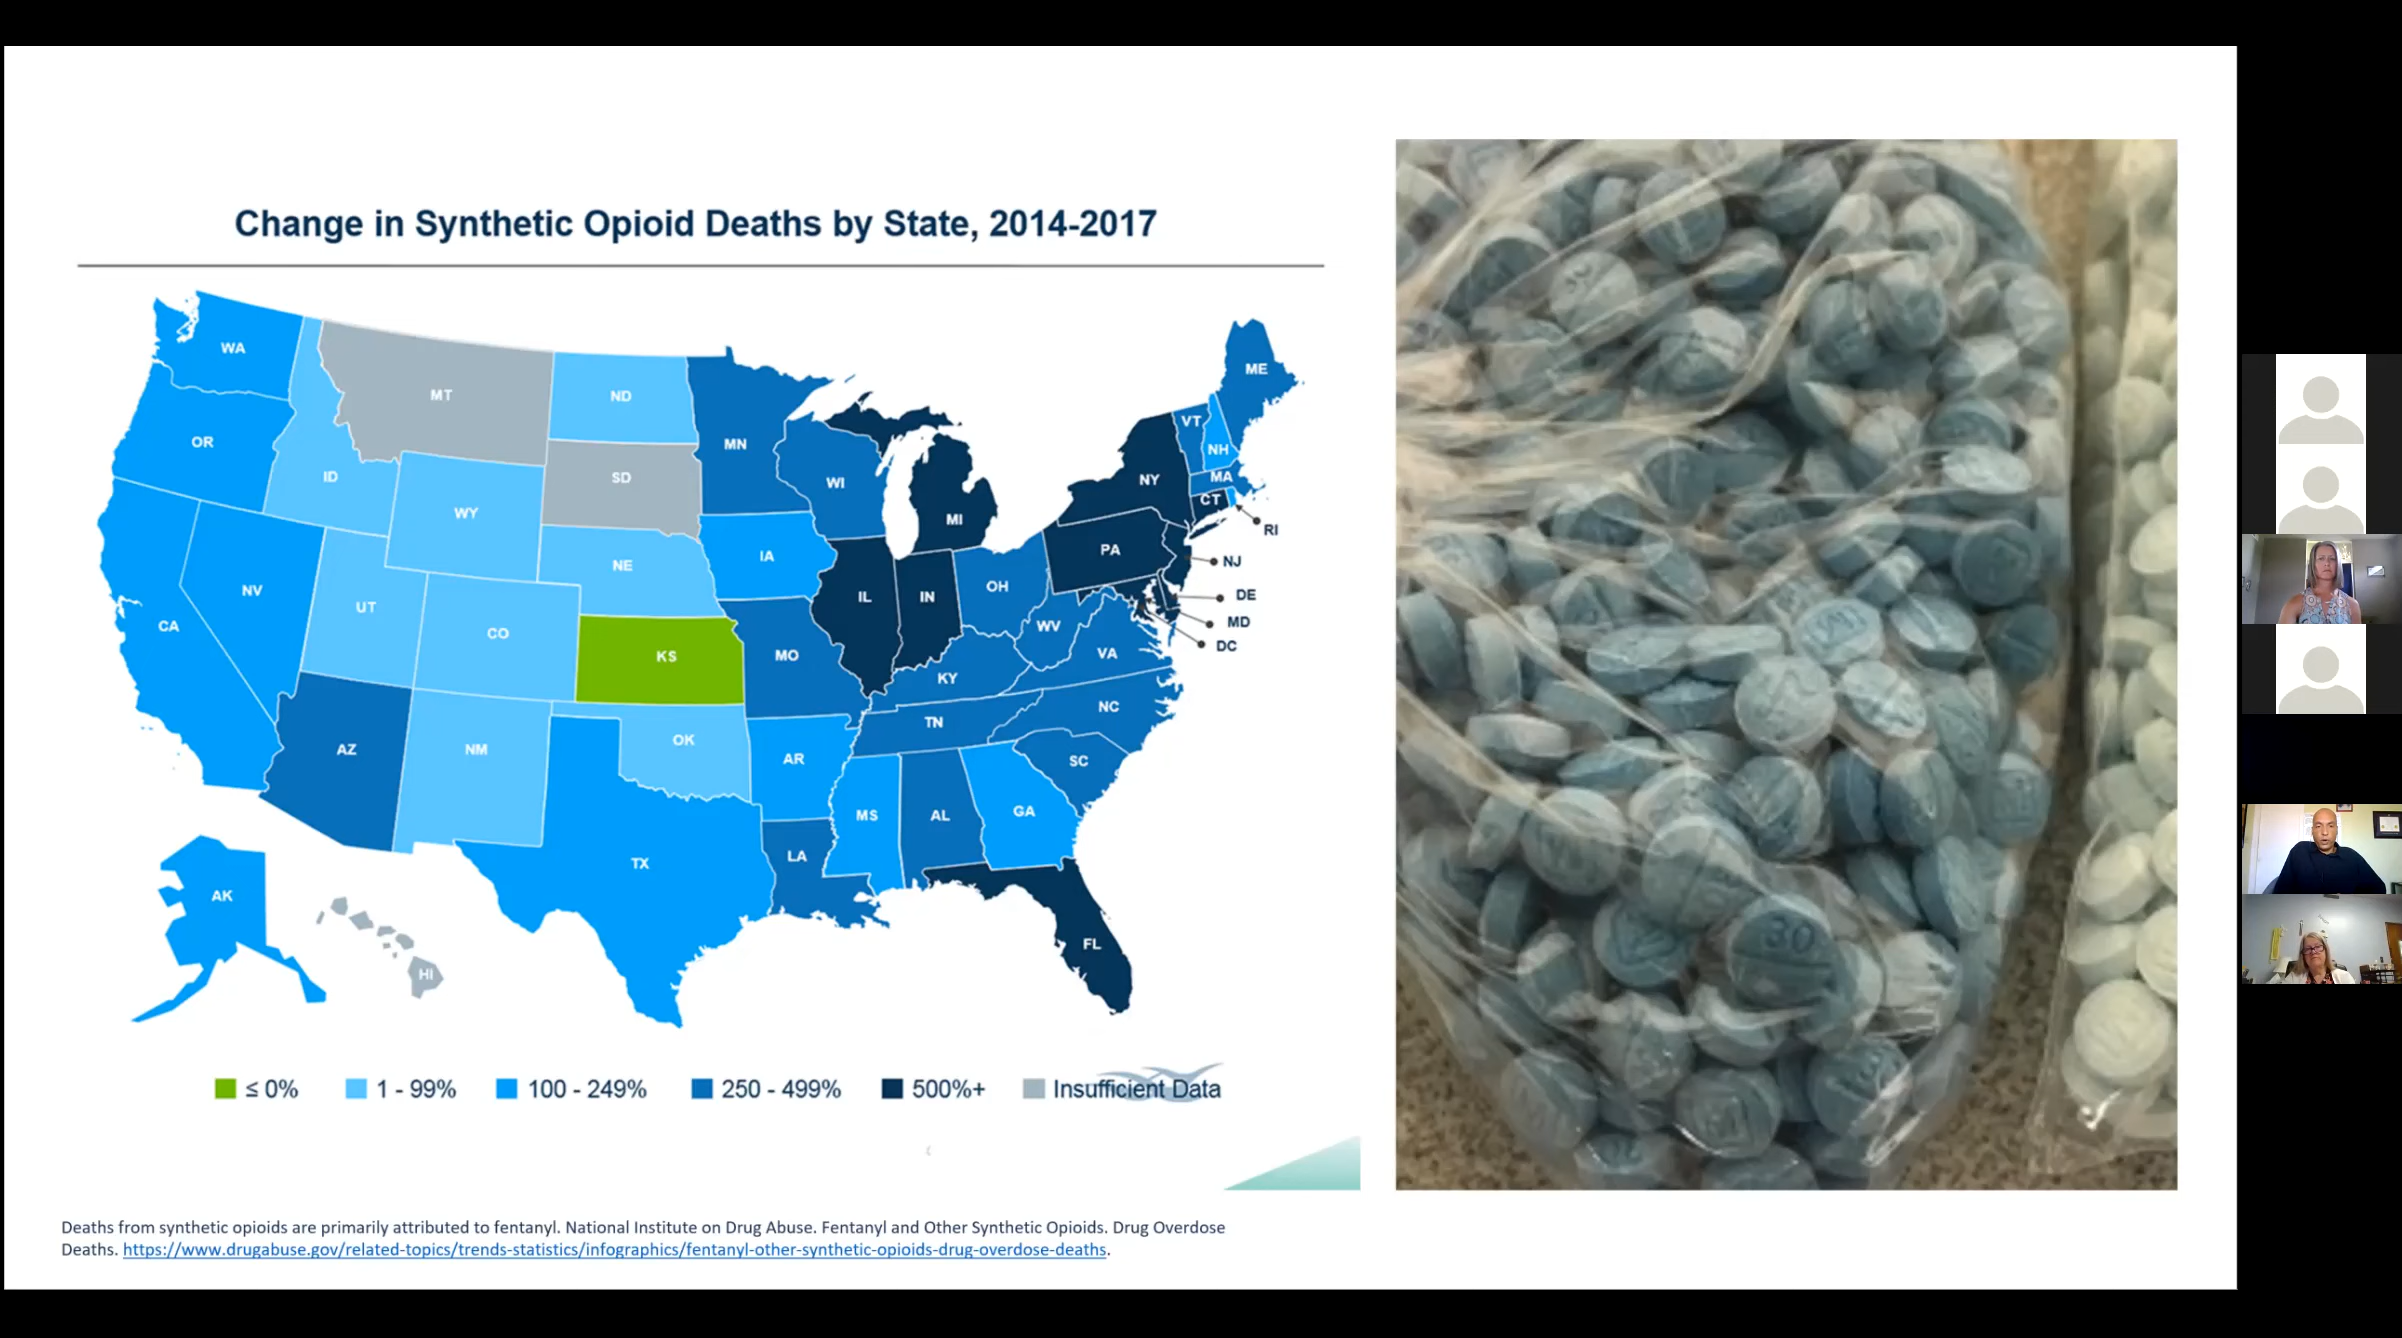 Change in Synthetic Opioid Deaths by State, 2014-2017
WA
MT
ND
ME
OR
ID
MN
VT
NH
SD
WI
NY
MA
WY
CT
MI
RI
IA
PA
NE
NJ
NV
UT
IL
IN
OH
DE
CA
CO
WV
MD
DC
KS
MO
VA
KY
NC
AZ
NM
OK
TN
AR
SC
MS
AL
GA
TX
LA
AK
HI
FL
≤ 0%
1 - 99%
100 - 249%
250 - 499%
500%+
Insufficient Data
30
Deaths from synthetic opioids are primarily attributed to fentanyl. National Institute on Drug Abuse. Fentanyl and Other Synthetic Opioids. Drug Overdose
Deaths. https://www.drugabuse.gov/related-topics/trends-statistics/infographics/fentanyl-other-synthetic-opioids-drug-overdose-deaths.